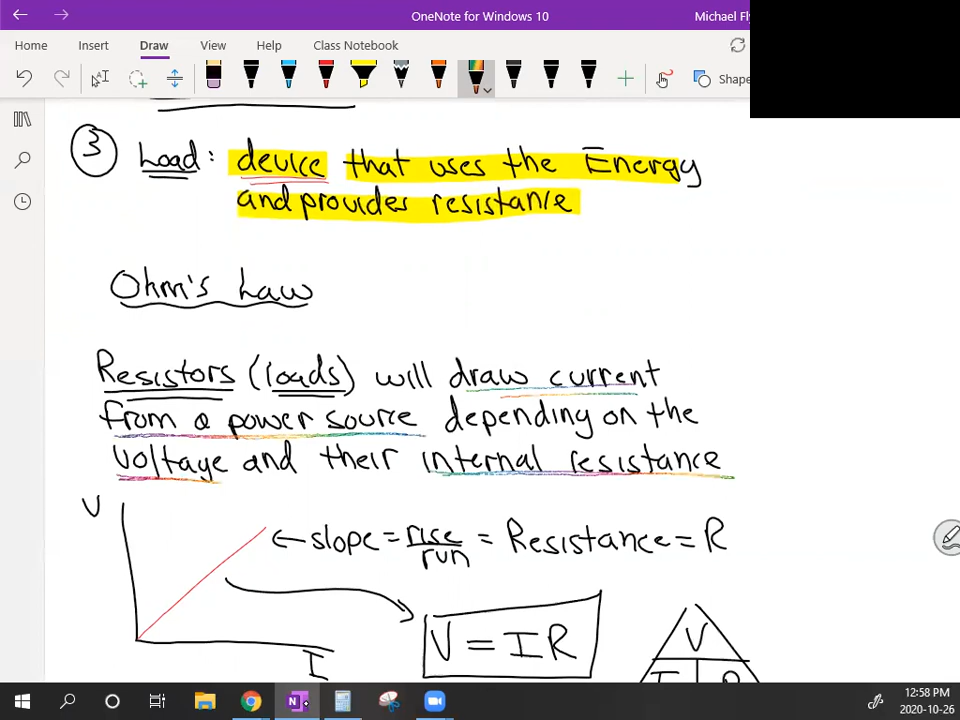 OneNote for Windows 10
Michael Fly
Home Insert Draw View Help Class Notebook
Shape
3 Load: device that uses the Energy
and provides resistance
Ohm's Law
Resistors (loads) will draw current
from a power source depending on the
voltage and their internal resistance
V
slope = rise/run = Resistance = R
I
V = IR
V
I R
12:58 PM
2020-10-26